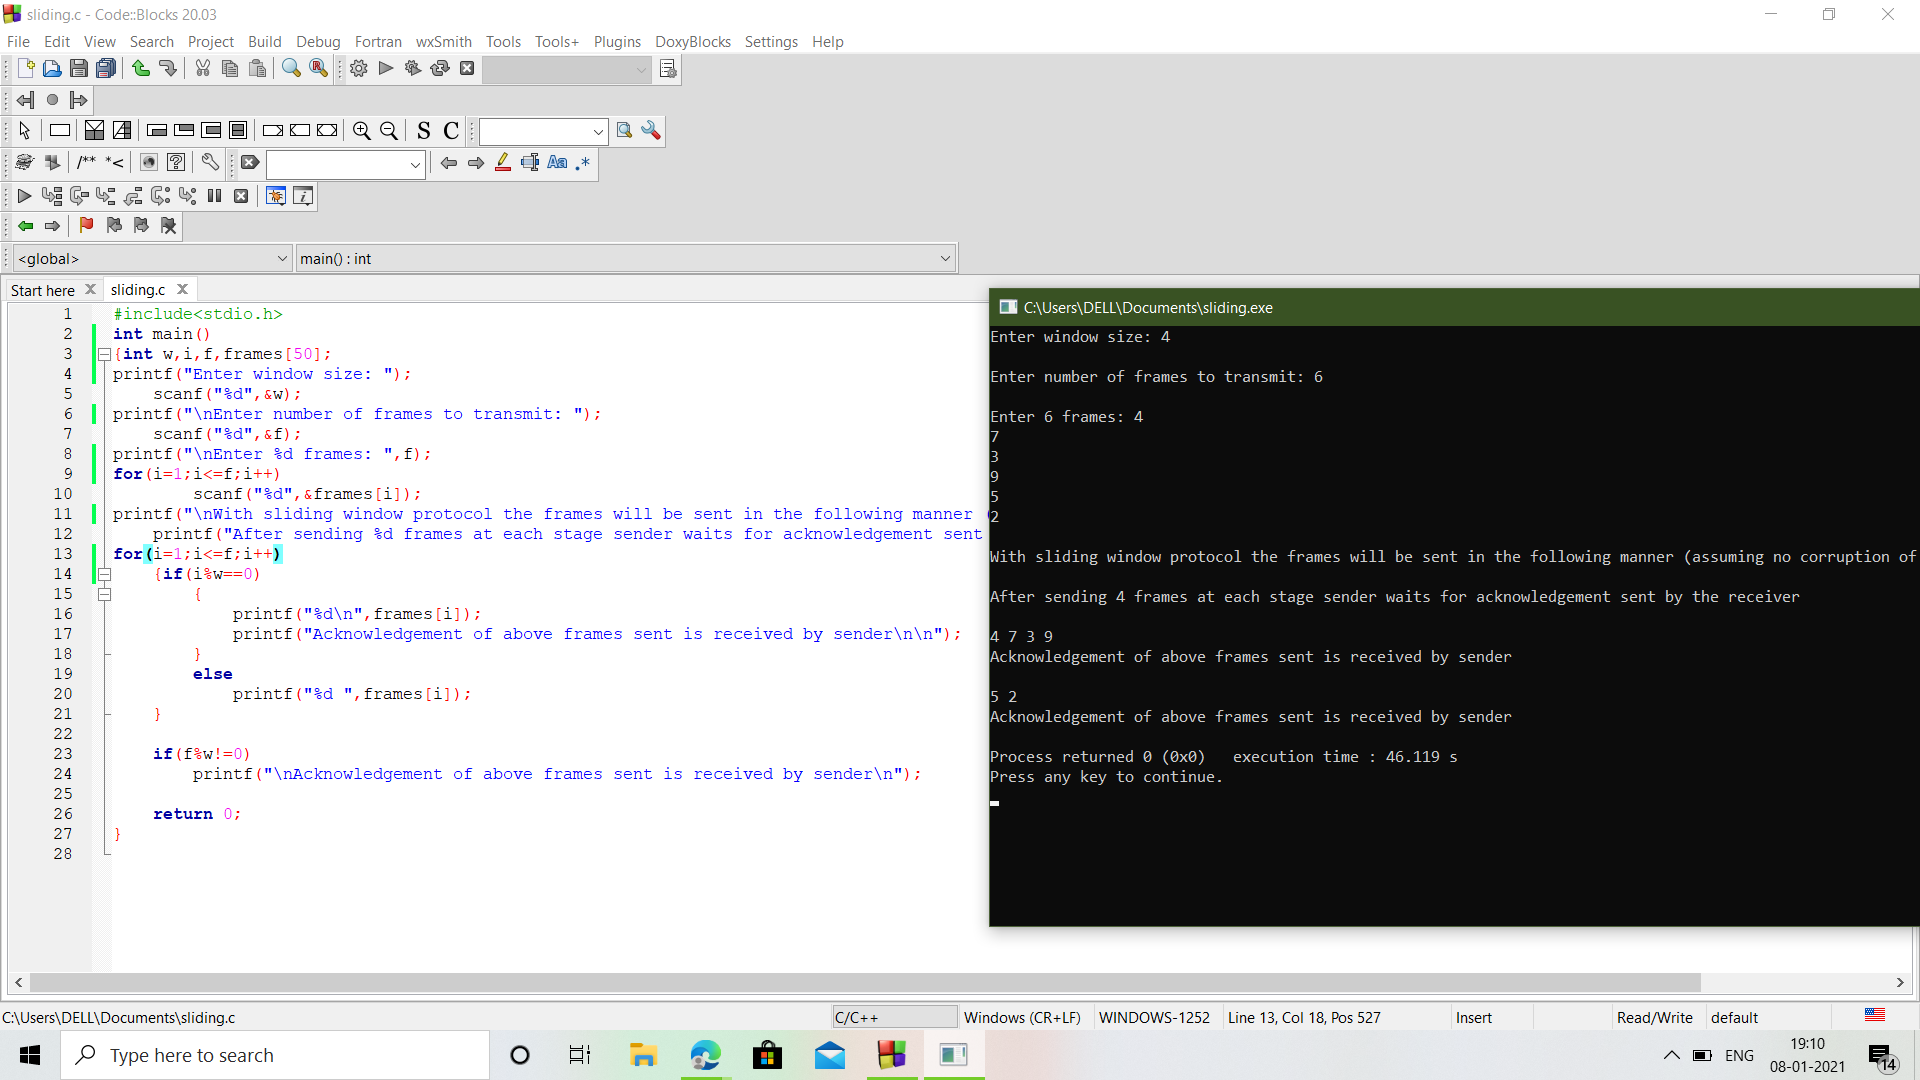 sliding.c - Code::Blocks 20.03
File Edit View Search Project Build Debug Fortran wxSmith Tools Tools+ Plugins DoxyBlocks Settings Help
S C
/** *<
Aa .*
<global> main() : int
Start here sliding.c
1 #include<stdio.h>
2 int main()
3 {int w,i,f,frames[50];
4 printf("Enter window size: ");
5 scanf("%d",&w);
6 printf("\nEnter number of frames to transmit: ");
7 scanf("%d",&f);
8 printf("\nEnter %d frames: ",f);
9 for(i=1;i<=f;i++)
10 scanf("%d",&frames[i]);
11 printf("\nWith sliding window protocol the frames will be sent in the following manner
12 printf("After sending %d frames at each stage sender waits for acknowledgement sent
13 for(i=1;i<=f;i++)
14 {if(i%w==0)
15 {
16 printf("%d\n",frames[i]);
17 printf("Acknowledgement of above frames sent is received by sender\n\n");
18 }
19 else
20 printf("%d ",frames[i]);
21 }
22
23 if(f%w!=0)
24 printf("\nAcknowledgement of above frames sent is received by sender\n");
25
26 return 0;
27 }
28
C:\Users\DELL\Documents\sliding.exe
Enter window size: 4
Enter number of frames to transmit: 6
Enter 6 frames: 4
7
3
9
5
2
With sliding window protocol the frames will be sent in the following manner (assuming no corruption of
After sending 4 frames at each stage sender waits for acknowledgement sent by the receiver
4 7 3 9
Acknowledgement of above frames sent is received by sender
5 2
Acknowledgement of above frames sent is received by sender
Process returned 0 (0x0) execution time : 46.119 s
Press any key to continue.
C:\Users\DELL\Documents\sliding.c C/C++ Windows (CR+LF) WINDOWS-1252 Line 13, Col 18, Pos 527 Insert Read/Write default
Type here to search
ENG
19:10
08-01-2021
14